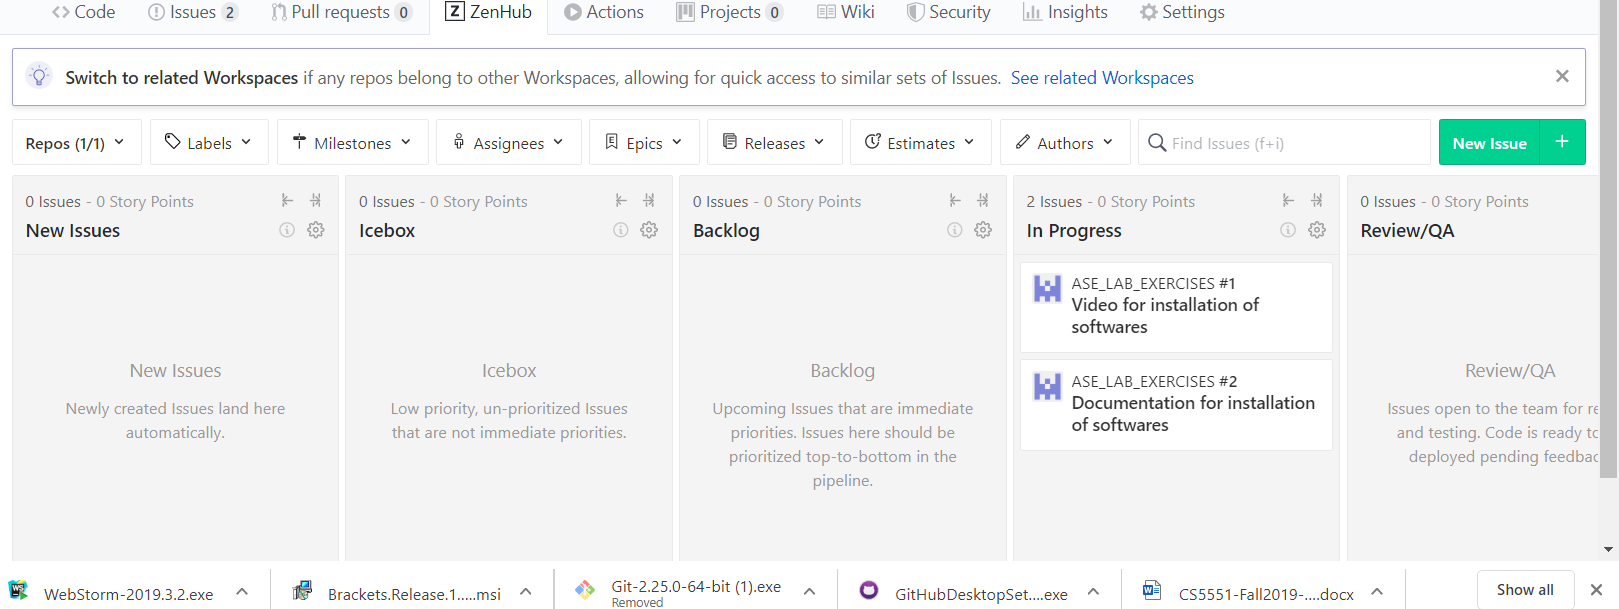 Code Issues 2 Pull requests 0 ZenHub Actions Projects 0 Wiki Security Insights Settings
Switch to related Workspaces if any repos belong to other Workspaces, allowing for quick access to similar sets of Issues. See related Workspaces
Repos (1/1) Labels Milestones Assignees Epics Releases Estimates Authors Find Issues (f+i) New Issue +
0 Issues - 0 Story Points
New Issues
New Issues
Newly created Issues land here
automatically.
0 Issues - 0 Story Points
Icebox
Icebox
Low priority, un-prioritized Issues
that are not immediate priorities.
0 Issues - 0 Story Points
Backlog
Backlog
Upcoming Issues that are immediate
priorities. Issues here should be
prioritized top-to-bottom in the
pipeline.
2 Issues - 0 Story Points
In Progress
ASE_LAB_EXERCISES #1
Video for installation of
softwares
ASE_LAB_EXERCISES #2
Documentation for installation
of softwares
0 Issues - 0 Story Points
Review/QA
Review/QA
Issues open to the team for re
and testing. Code is ready to
deployed pending feedbac
WebStorm-2019.3.2.exe
Brackets.Release.1.....msi
Git-2.25.0-64-bit (1).exe
Removed
GitHubDesktopSet....exe
CS5551-Fall2019-....docx
Show all